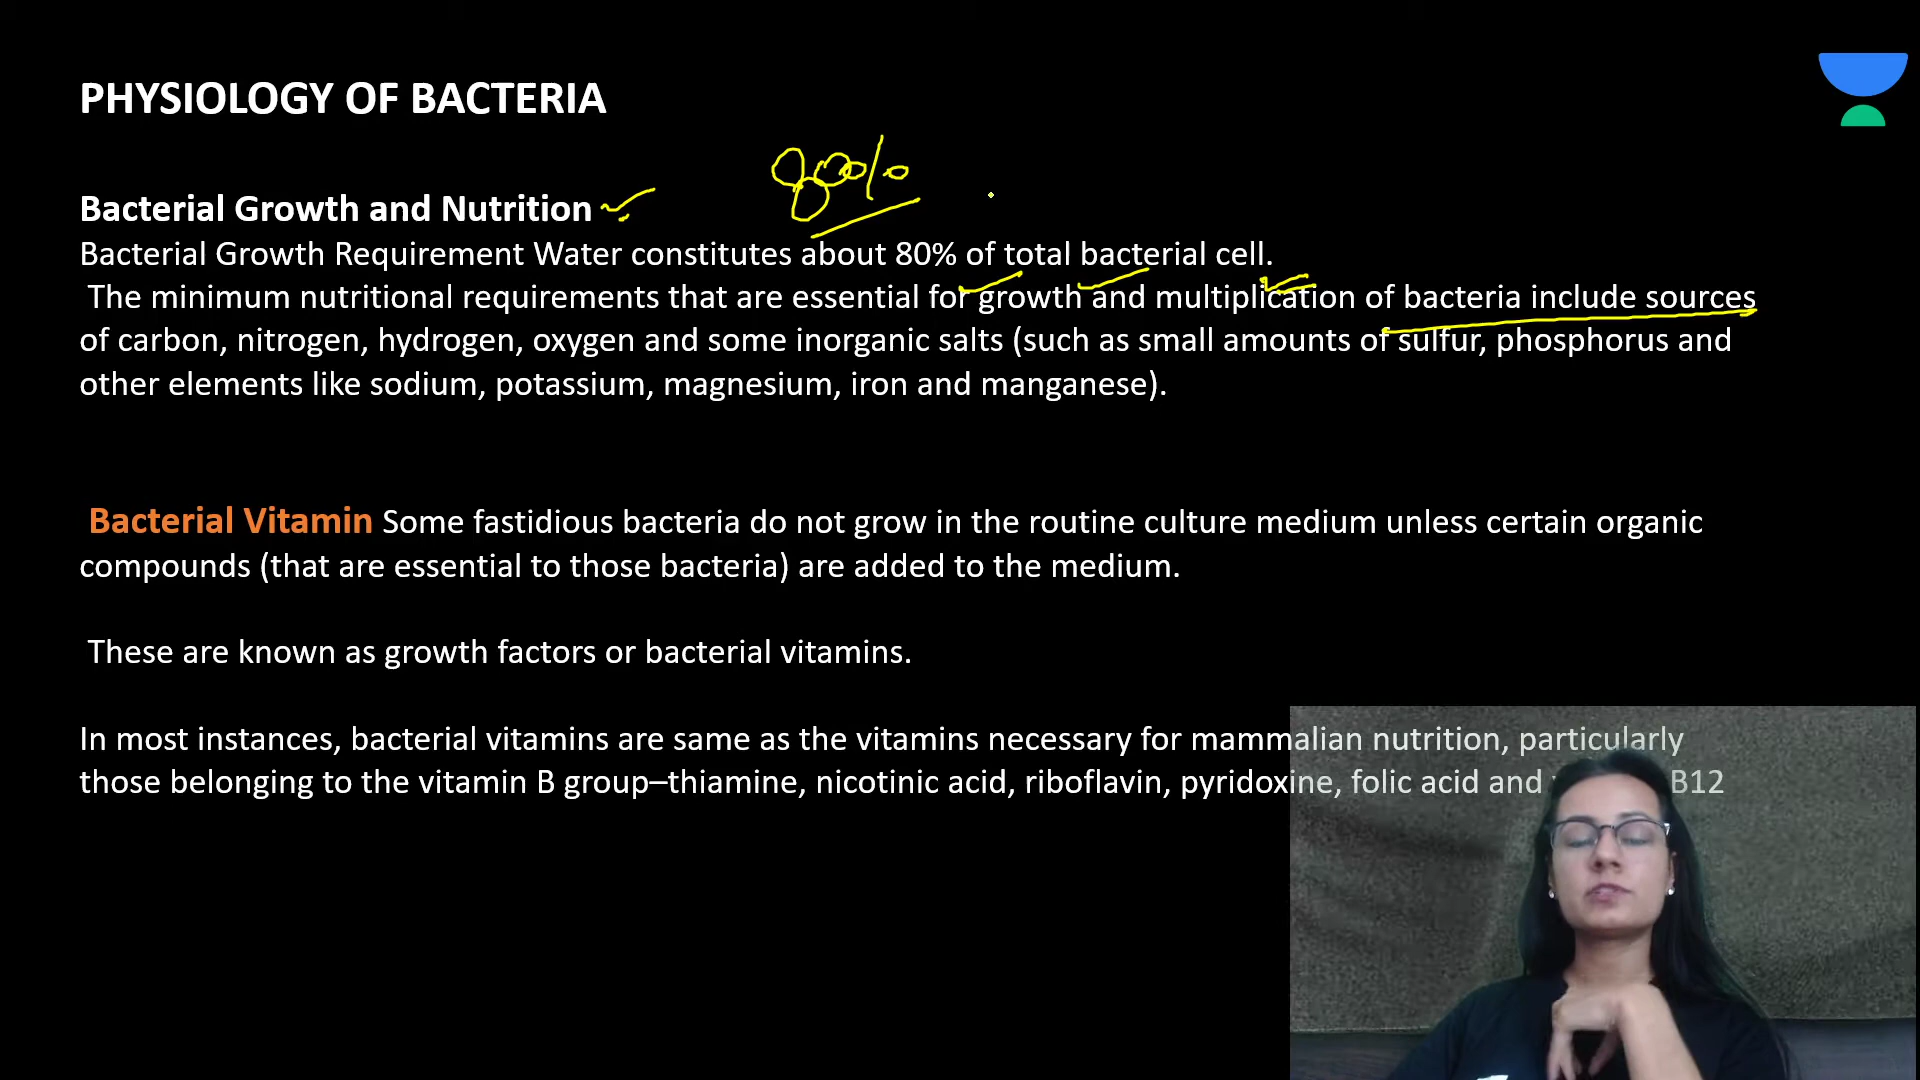 PHYSIOLOGY OF BACTERIA
80%
Bacterial Growth and Nutrition
Bacterial Growth Requirement Water constitutes about 80% of total bacterial cell.
The minimum nutritional requirements that are essential for growth and multiplication of bacteria include sources
of carbon, nitrogen, hydrogen, oxygen and some inorganic salts (such as small amounts of sulfur, phosphorus and
other elements like sodium, potassium, magnesium, iron and manganese).
Bacterial Vitamin Some fastidious bacteria do not grow in the routine culture medium unless certain organic
compounds (that are essential to those bacteria) are added to the medium.
These are known as growth factors or bacterial vitamins.
In most instances, bacterial vitamins are same as the vitamins necessary for mammalian nutrition, particularly
those belonging to the vitamin B group–thiamine, nicotinic acid, riboflavin, pyridoxine, folic acid and B12